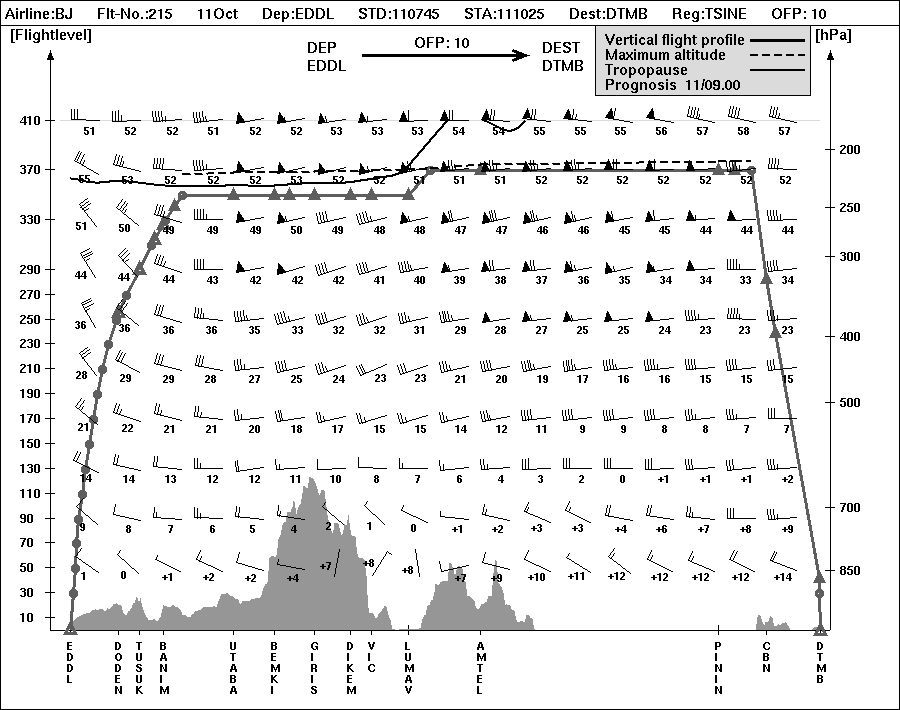 Airline:BJ Flt-No.:215 11Oct Dep:EDDL STD:110745 STA:111025 Dest:DTMB Reg:TSINE OFP: 10
[Flightlevel] [hPa]
DEP OFP: 10 DEST
EDDL DTMB
Vertical flight profile
Maximum altitude
Tropopause
Prognosis 11/09.00
410 51 52 52 51 52 52 53 53 53 54 54 55 55 56 57 58 57
200
370 55 53 52 52 52 53 52 52 51 51 51 52 52 52 52 52 52
250
330 51 50 49 49 49 50 49 48 48 47 47 46 45 45 44 44 44
300
290 44 44 44 43 42 42 42 41 40 39 38 37 36 35 34 33 34
270
250 36 36 36 36 35 33 32 32 31 29 28 27 25 25 23 23 23
400
230
210 28 29 29 28 27 25 24 23 23 21 20 19 17 16 16 15 15 15
190
500
170 21 22 21 21 20 18 17 15 15 14 12 11 9 9 8 8 7 7
150
130 14 14 13 12 12 11 10 8 7 6 4 3 2 0 +1 +1 +2
110
700
90 9 8 7 6 5 4 2 1 0 +1 +2 +3 +3 +4 +6 +7 +8 +9
70
50 1 0 +1 +2 +2 +4 +7 +8 +8 +7 +9 +10 +11 +12 +12 +12 +12 +14
850
30
10
EDDL DODEN TUSUK BANIM UTABA BEMKI GIRIS DIKEM VIC LUMAV AMTEL PININ CBN DTMB